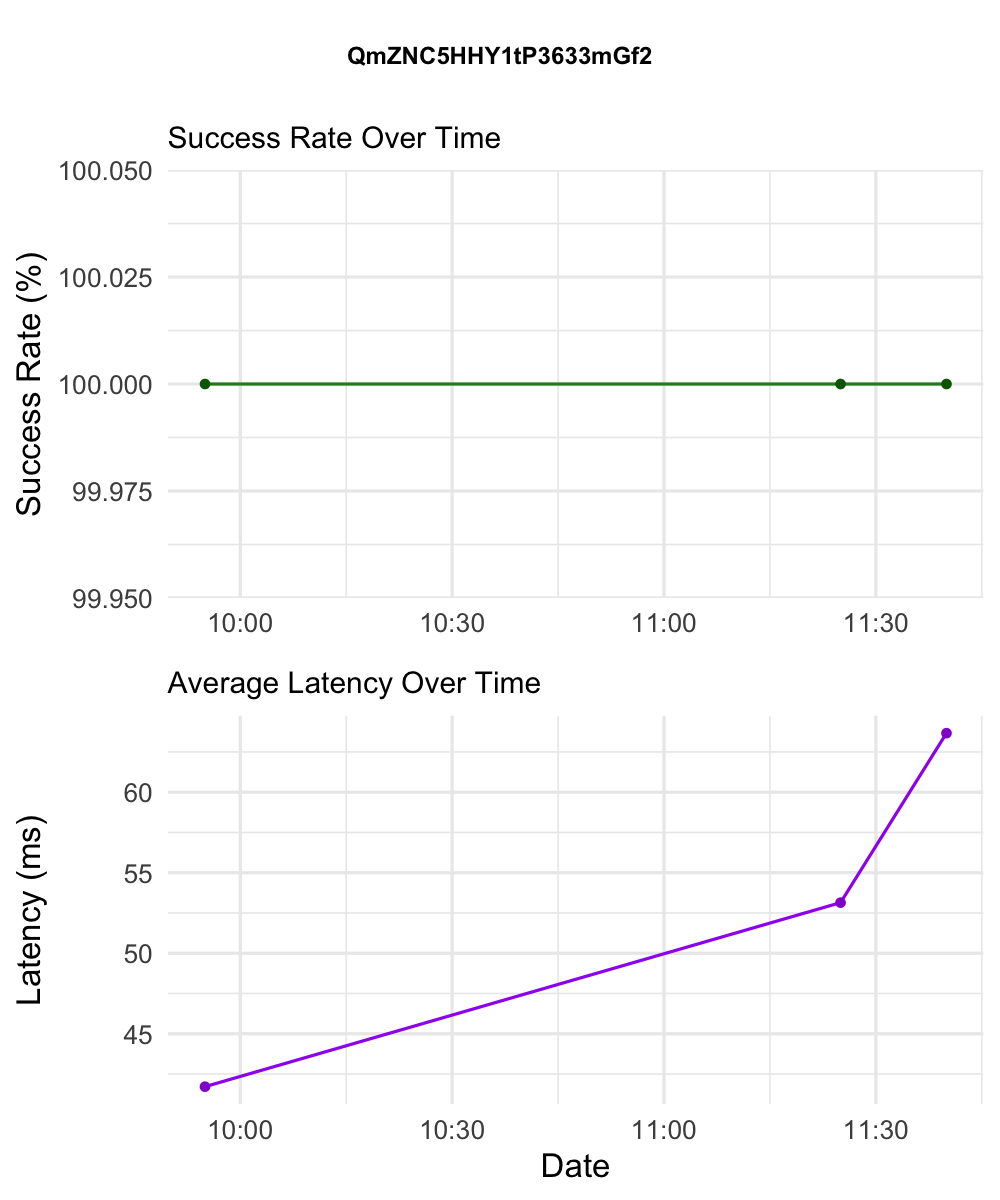 QmZNC5HHY1tP3633mGf2
Success Rate Over Time
Success Rate (%)
100.050
100.025
100.000
99.975
99.950
10:00 10:30 11:00 11:30
Average Latency Over Time
Latency (ms)
60
55
50
45
10:00 10:30 11:00 11:30
Date